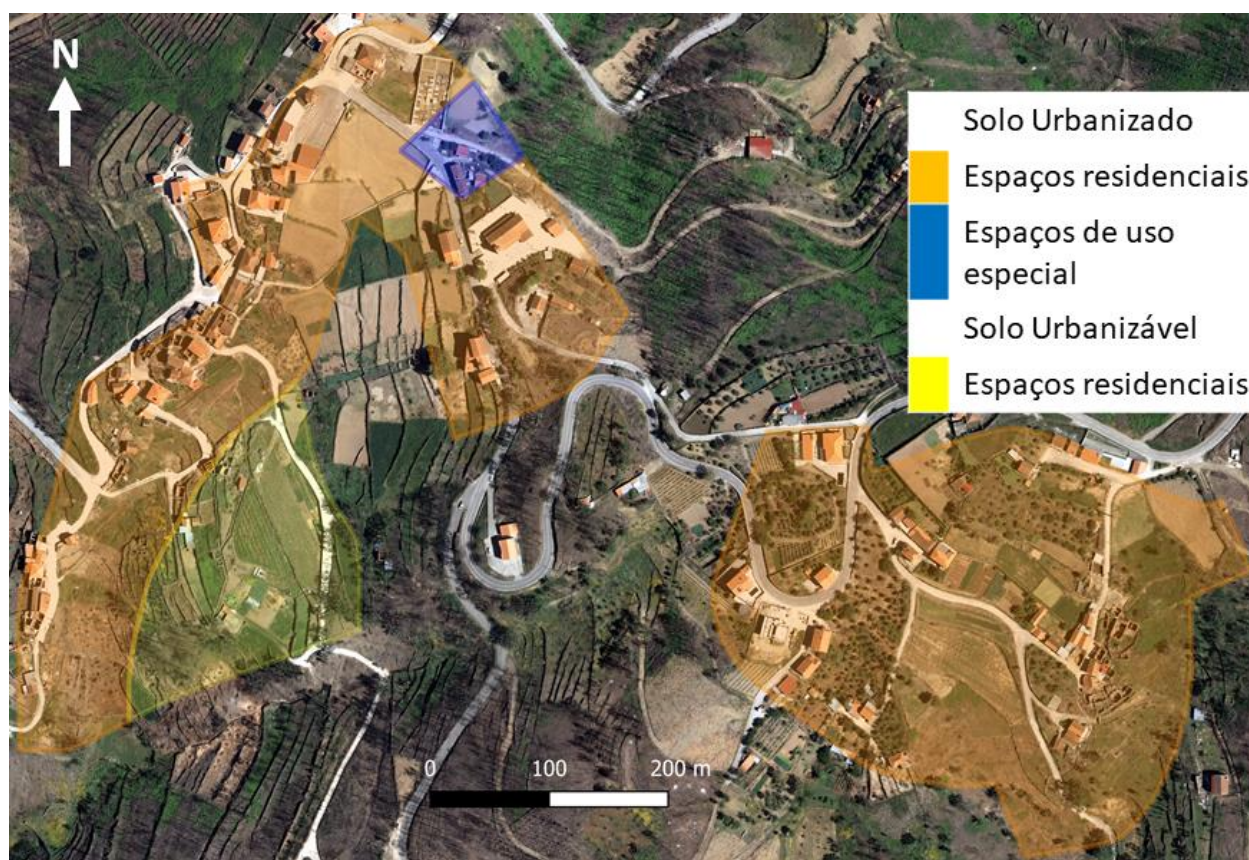 N
Solo Urbanizado
Espaços residenciais
Espaços de uso
especial
Solo Urbanizável
Espaços residenciais
0 100 200 m